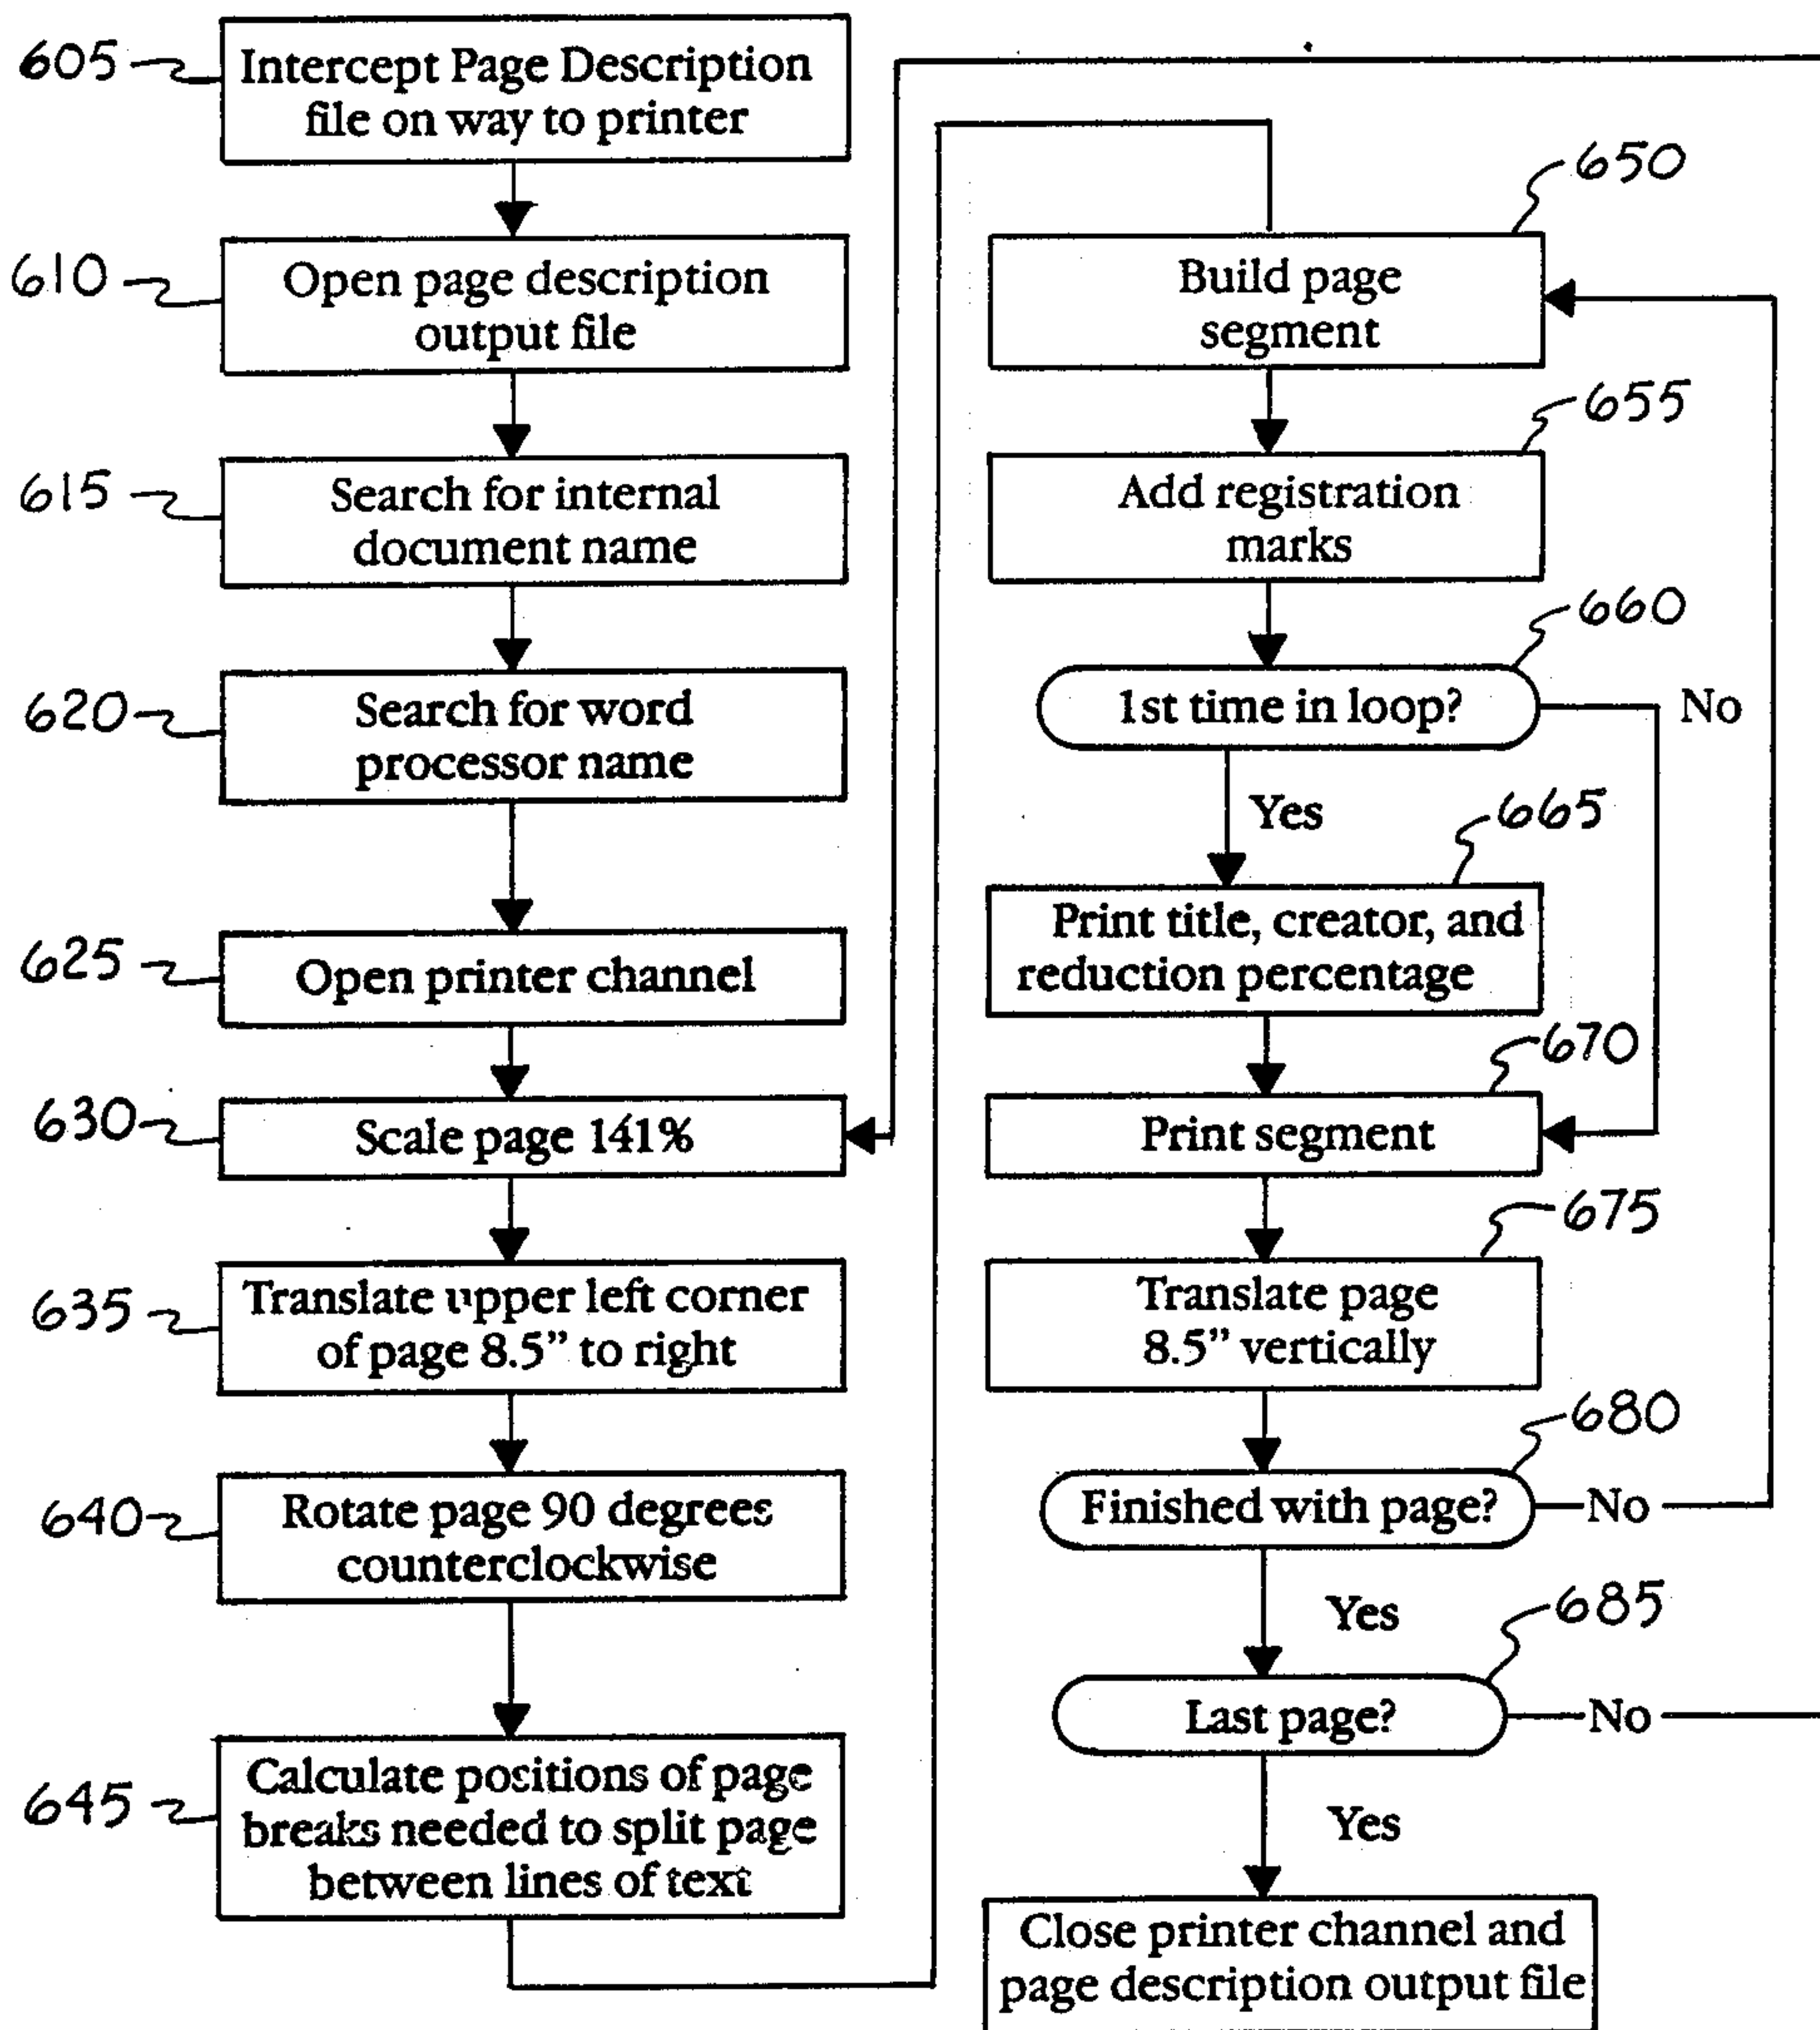 605
Intercept Page Description
file on way to printer
610
Open page description
output file
615
Search for internal
document name
620
Search for word
processor name
625
Open printer channel
630
Scale page 141%
635
Translate upper left corner
of page 8.5” to right
640
Rotate page 90 degrees
counterclockwise
645
Calculate positions of page
breaks needed to split page
between lines of text
650
Build page
segment
655
Add registration
marks
660
1st time in loop?
No
Yes
665
Print title, creator, and
reduction percentage
670
Print segment
675
Translate page
8.5” vertically
680
Finished with page?
No
Yes
685
Last page?
No
Yes
Close printer channel and
page description output file